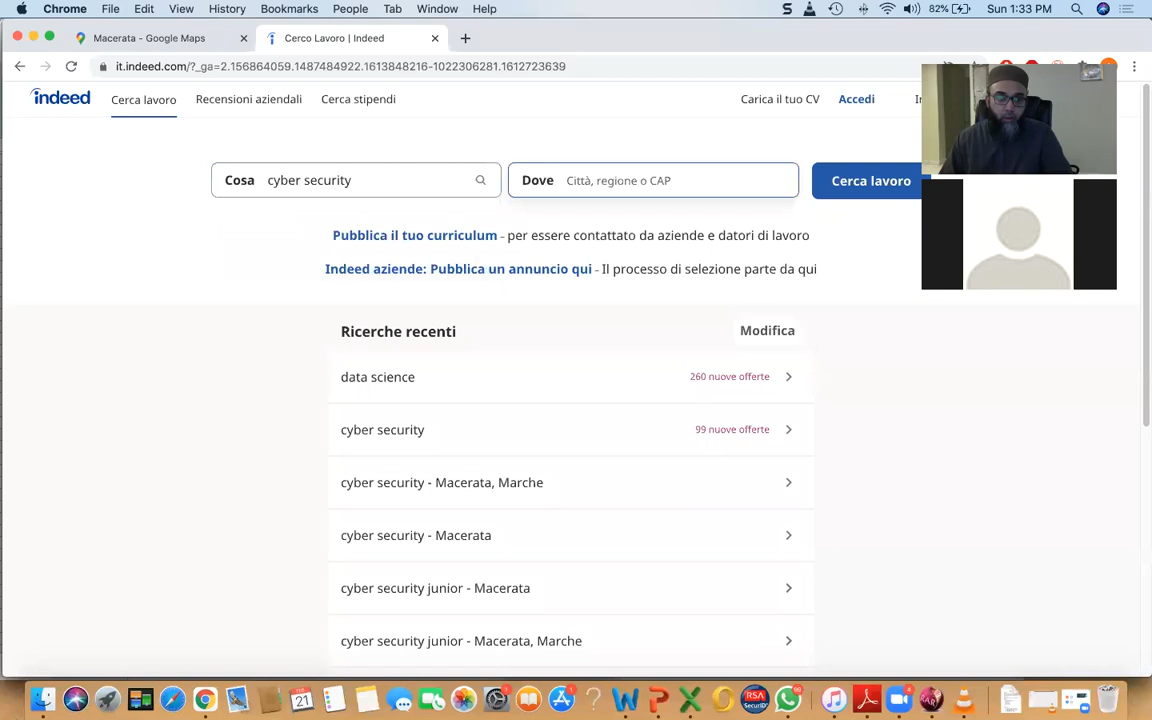 Chrome File Edit View History Bookmarks People Tab Window Help 82% Sun 1:33 PM
Macerata - Google Maps
Cerco Lavoro | Indeed
it.indeed.com/?_ga=2.156864059.1487484922.1613848216-1022306281.1612723639
indeed Cerca lavoro Recensioni aziendali Cerca stipendi Carica il tuo CV Accedi
Cosa cyber security Dove Città, regione o CAP Cerca lavoro
Pubblica il tuo curriculum - per essere contattato da aziende e datori di lavoro
Indeed aziende: Pubblica un annuncio qui - Il processo di selezione parte da qui
Ricerche recenti Modifica
data science 260 nuove offerte
cyber security 99 nuove offerte
cyber security - Macerata, Marche
cyber security - Macerata
cyber security junior - Macerata
cyber security junior - Macerata, Marche
21
RSA
SecurID